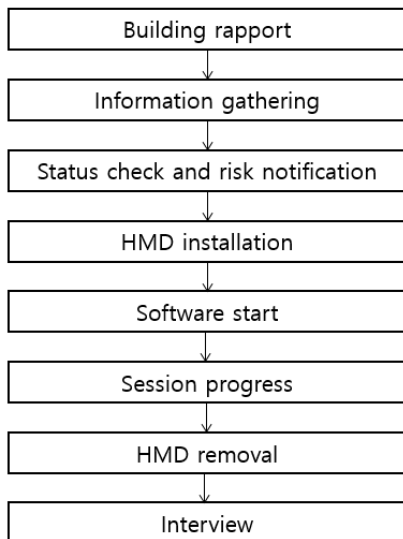 Building rapport
Information gathering
Status check and risk notification
HMD installation
Software start
Session progress
HMD removal
Interview